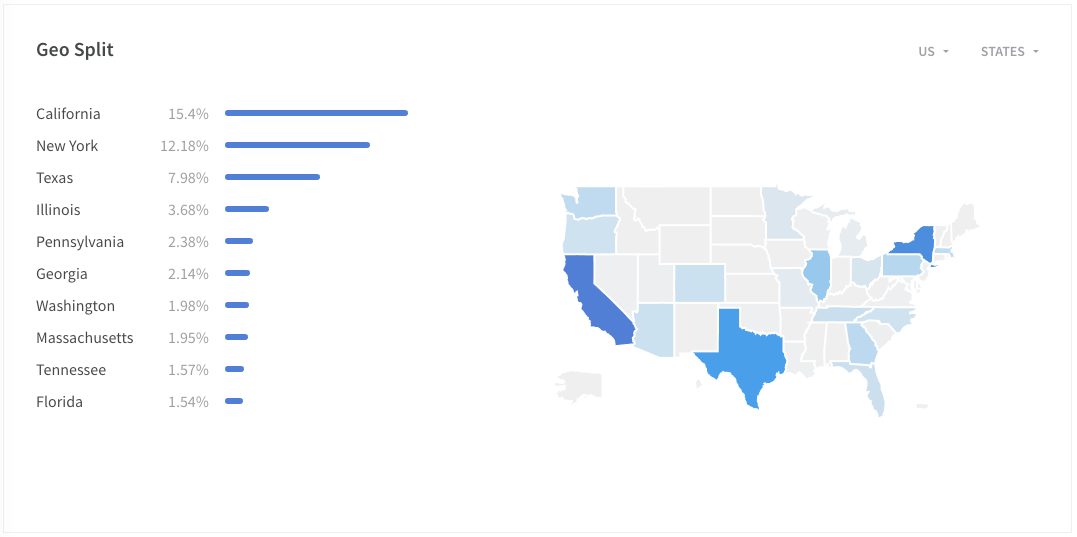 Geo Split
US STATES
California 15.4%
New York 12.18%
Texas 7.98%
Illinois 3.68%
Pennsylvania 2.38%
Georgia 2.14%
Washington 1.98%
Massachusetts 1.95%
Tennessee 1.57%
Florida 1.54%